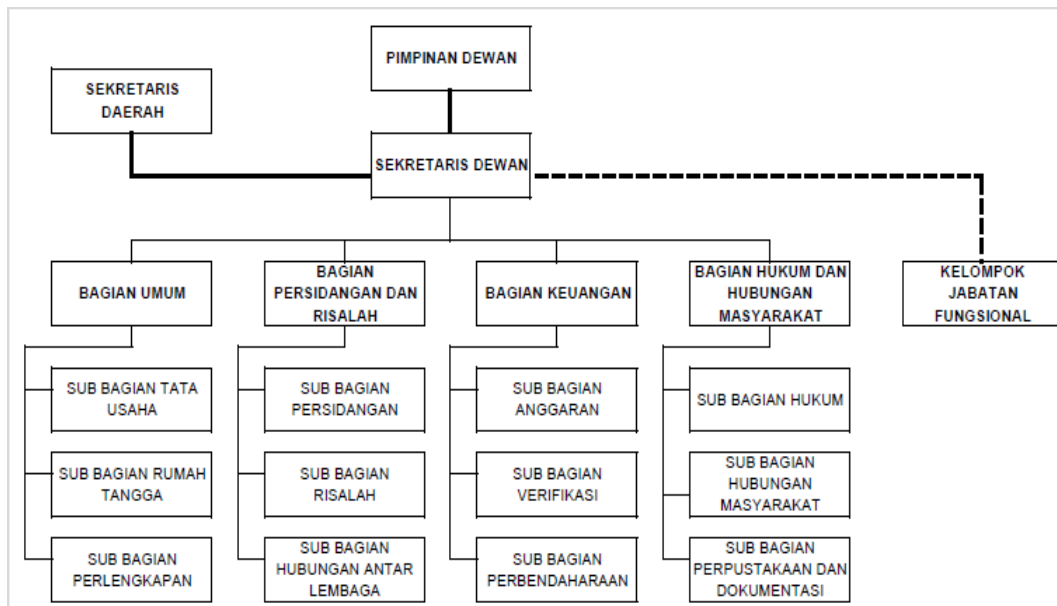 PIMPINAN DEWAN
SEKRETARIS
DAERAH
SEKRETARIS DEWAN
BAGIAN UMUM
BAGIAN
PERSIDANGAN DAN
RISALAH
BAGIAN KEUANGAN
BAGIAN HUKUM DAN
HUBUNGAN
MASYARAKAT
KELOMPOK
JABATAN
FUNGSIONAL
SUB BAGIAN TATA
USAHA
SUB BAGIAN
PERSIDANGAN
SUB BAGIAN
ANGGARAN
SUB BAGIAN HUKUM
SUB BAGIAN RUMAH
TANGGA
SUB BAGIAN
RISALAH
SUB BAGIAN
VERIFIKASI
SUB BAGIAN
HUBUNGAN
MASYARAKAT
SUB BAGIAN
PERLENGKAPAN
SUB BAGIAN
HUBUNGAN ANTAR
LEMBAGA
SUB BAGIAN
PERBENDAHARAAN
SUB BAGIAN
PERPUSTAKAAN DAN
DOKUMENTASI